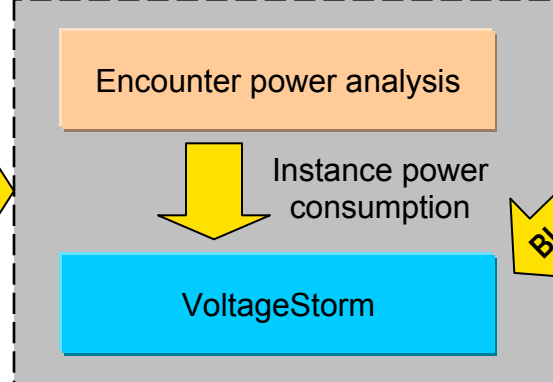 Encounter power analysis
Instance power
consumption
VoltageStorm